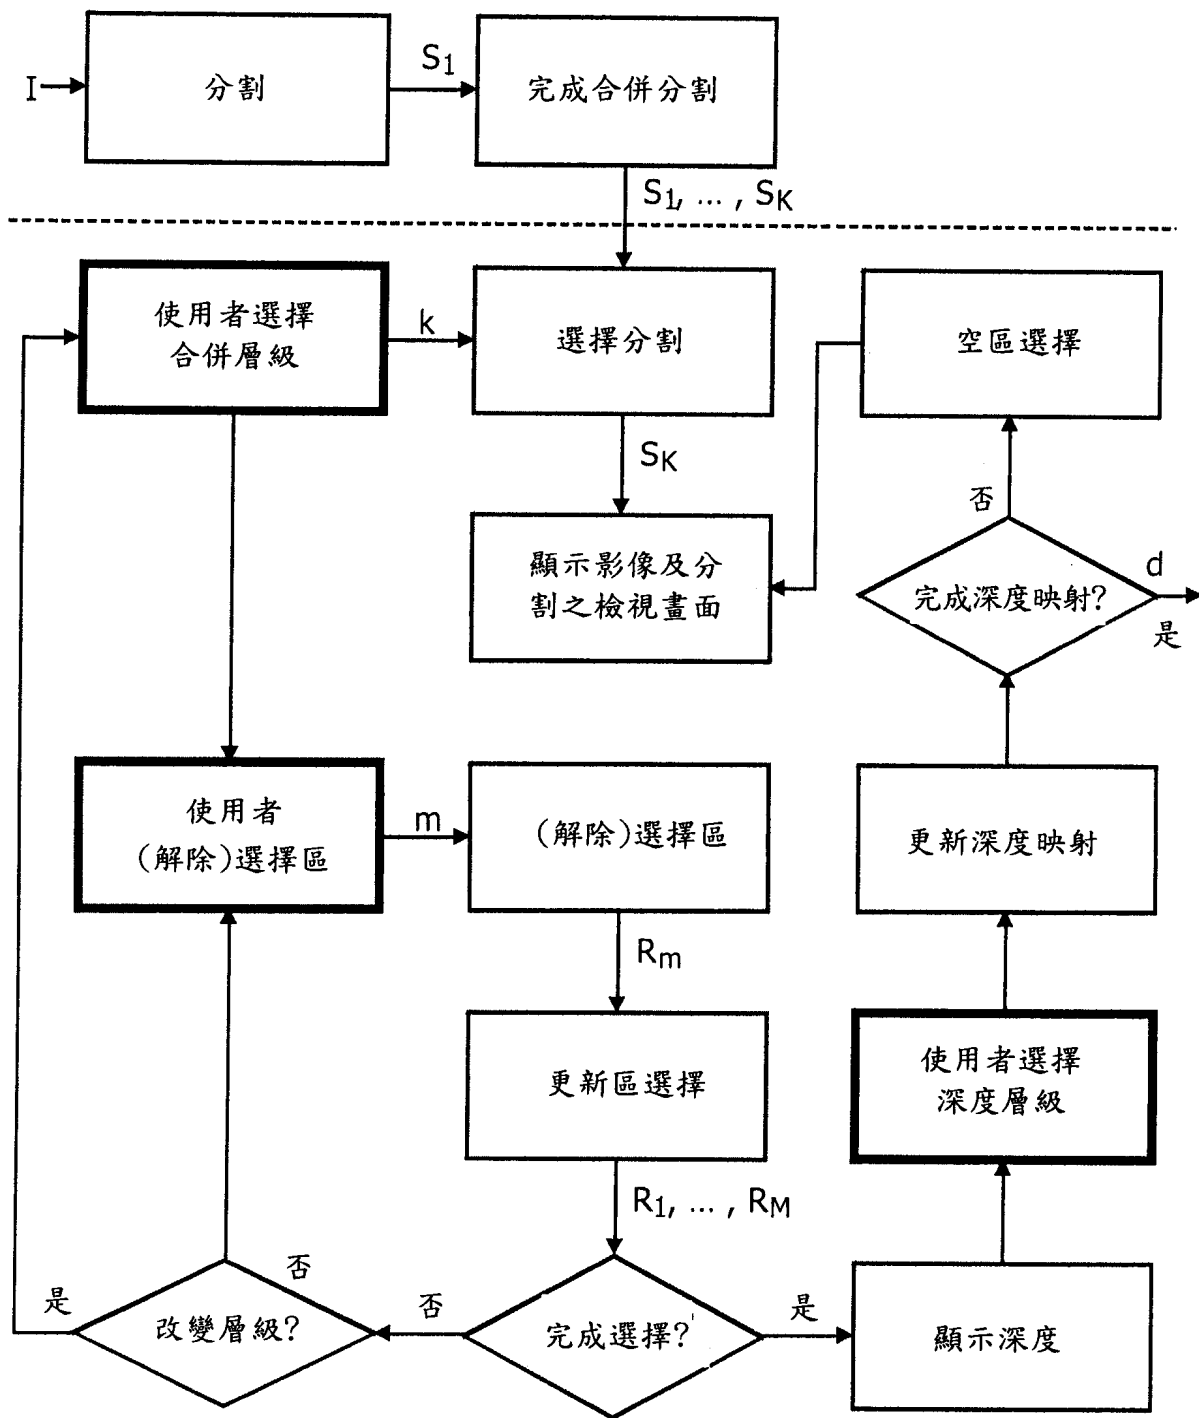 I
分割
S1
完成合併分割
S1, ... , SK
使用者選擇
合併層級
k
選擇分割
空區選擇
SK
否
顯示影像及分
割之檢視畫面
完成深度映射?
d
是
使用者
(解除)選擇區
m
(解除)選擇區
更新深度映射
Rm
更新區選擇
使用者選擇
深度層級
R1, ... , RM
是
改變層級?
否
否
完成選擇?
是
顯示深度